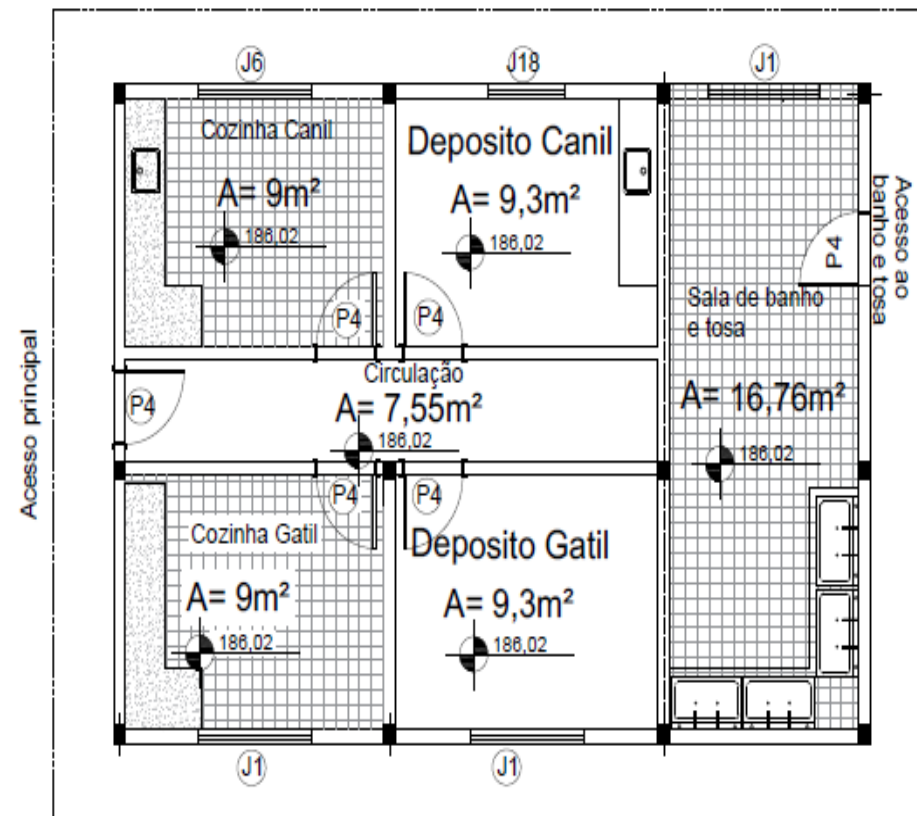 J6
J18
J1
Cozinha Canil
A= 9m²
186,02
Deposito Canil
A= 9,3m²
186,02
P4
P4
Acesso ao
banho e tosa
P4
Sala de banho
e tosa
A= 16,76m²
186,02
Acesso principal
P4
Circulação
A= 7,55m²
186,02
P4
P4
Cozinha Gatil
A= 9m²
186,02
Deposito Gatil
A= 9,3m²
186,02
J1
J1